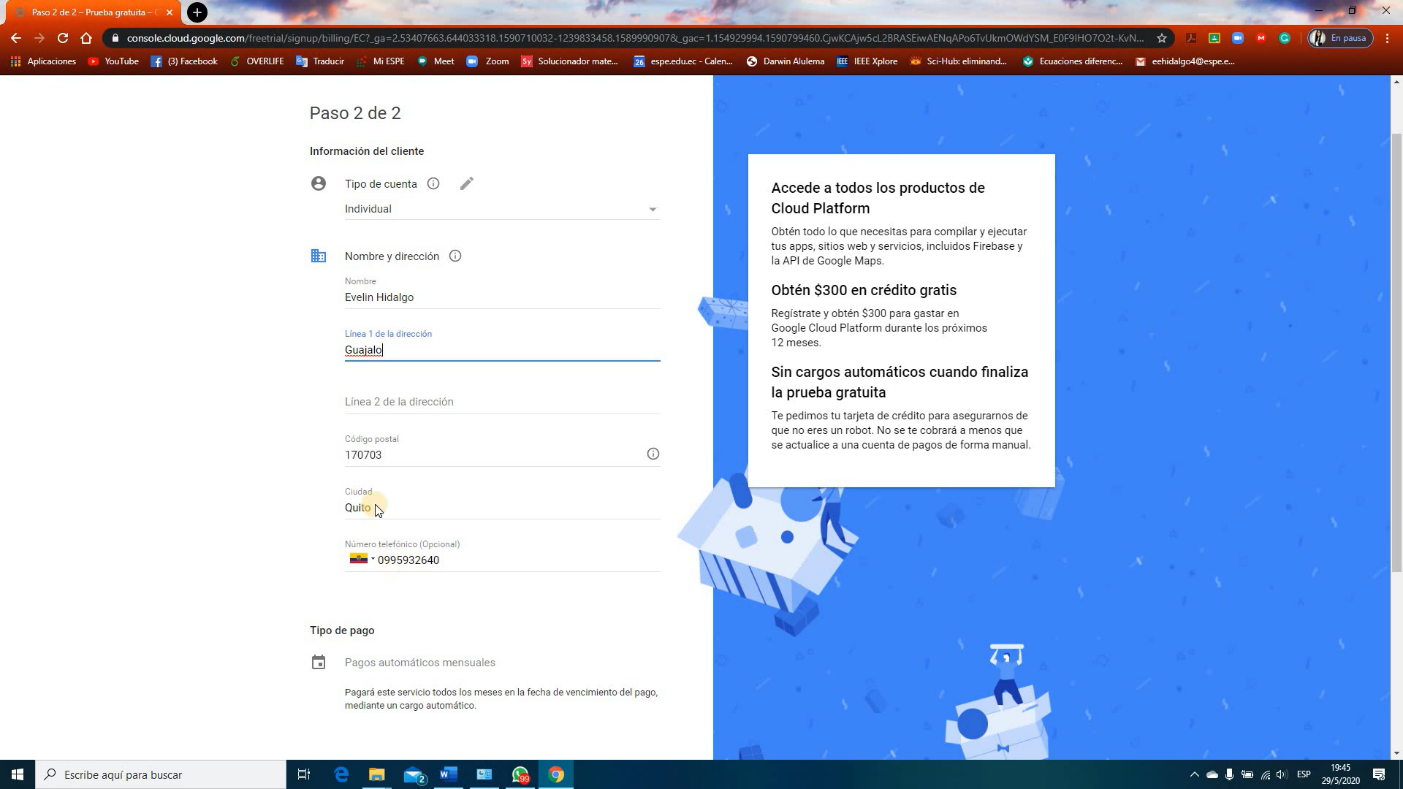 Paso 2 de 2 – Prueba gratuita –
console.cloud.google.com/freetrial/signup/billing/EC?_ga=2.53407663.644033318.1590710032-1239833458.1589990907&_gac=1.154929994.1590799460.CjwKCAjw5cL2BRASEiwAENqAPo6TvUkmOWdYSM_E0F9IHO7O2t-KvN...
En pausa
Aplicaciones
YouTube
(3) Facebook
OVERLIFE
Traducir
Mi ESPE
Meet
Zoom
Solucionador mate...
espe.edu.ec - Calen...
Darwin Alulema
IEEE Xplore
Sci-Hub: eliminand...
Ecuaciones diferenc...
eehidalgo4@espe.e...
Paso 2 de 2
Información del cliente
Tipo de cuenta
Individual
Nombre y dirección
Nombre
Evelin Hidalgo
Línea 1 de la dirección
Guajalo
Línea 2 de la dirección
Código postal
170703
Ciudad
Quito
Número telefónico (Opcional)
0995932640
Tipo de pago
Pagos automáticos mensuales
Pagará este servicio todos los meses en la fecha de vencimiento del pago,
mediante un cargo automático.
Accede a todos los productos de
Cloud Platform
Obtén todo lo que necesitas para compilar y ejecutar
tus apps, sitios web y servicios, incluidos Firebase y
la API de Google Maps.
Obtén $300 en crédito gratis
Regístrate y obtén $300 para gastar en
Google Cloud Platform durante los próximos
12 meses.
Sin cargos automáticos cuando finaliza
la prueba gratuita
Te pedimos tu tarjeta de crédito para asegurarnos de
que no eres un robot. No se te cobrará a menos que
se actualice a una cuenta de pagos de forma manual.
Escribe aquí para buscar
2
99
ESP
19:45
29/5/2020